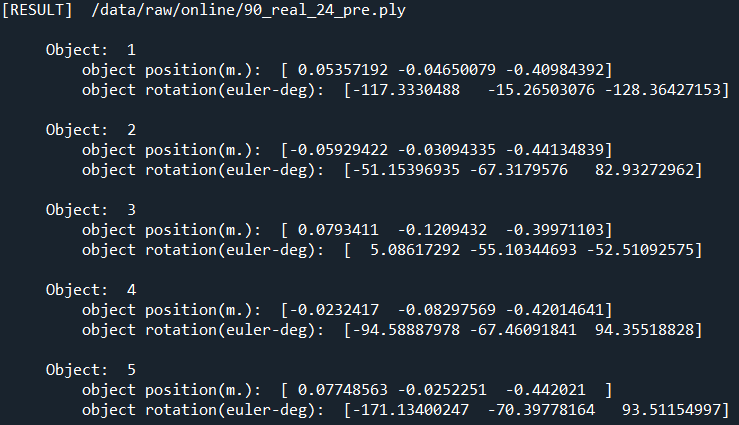 [RESULT]  /data/raw/online/90_real_24_pre.ply
Object:  1
object position(m.):  [ 0.05357192 -0.04650079 -0.40984392]
object rotation(euler-deg):  [-117.3330488   -15.26503076 -128.36427153]
Object:  2
object position(m.):  [-0.05929422 -0.03094335 -0.44134839]
object rotation(euler-deg):  [-51.15396935 -67.3179576   82.93272962]
Object:  3
object position(m.):  [ 0.0793411  -0.1209432  -0.39971103]
object rotation(euler-deg):  [  5.08617292 -55.10344693 -52.51092575]
Object:  4
object position(m.):  [-0.0232417  -0.08297569 -0.42014641]
object rotation(euler-deg):  [-94.58887978 -67.46091841  94.35518828]
Object:  5
object position(m.):  [ 0.07748563 -0.0252251  -0.442021  ]
object rotation(euler-deg):  [-171.13400247  -70.39778164   93.51154997]